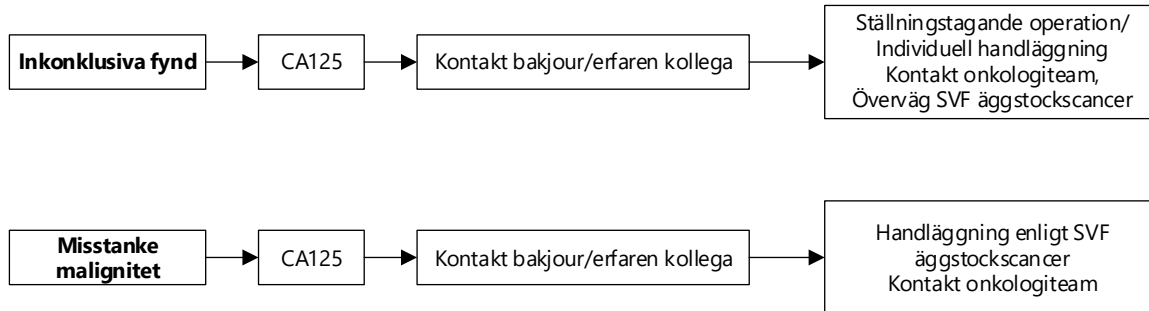 Inkonklusiva fynd
CA125
Kontakt bakjour/erfaren kollega
Ställningstagande operation/
Individuell handläggning
Kontakt onkologiteam,
Överväg SVF äggstockscancer
Misstanke
malignitet
CA125
Kontakt bakjour/erfaren kollega
Handläggning enligt SVF
äggstockscancer
Kontakt onkologiteam